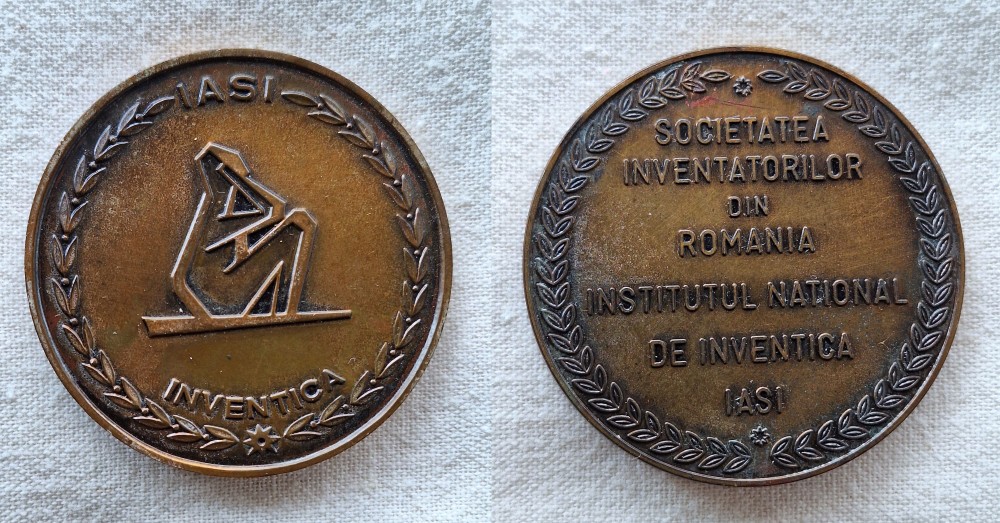 IASI
INVENTICA
SOCIETATEA
INVENTATORILOR
DIN
ROMANIA
INSTITUTUL NATIONAL
DE INVENTICA
IASI